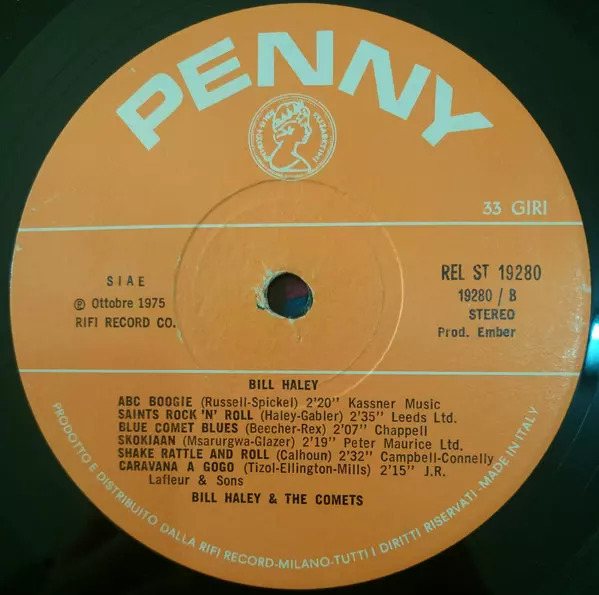 PENNY
33 GIRI
SIAE
℗ Ottobre 1975
RIFI RECORD CO.
REL ST 19280
19280 / B
STEREO
Prod. Ember
BILL HALEY
ABC BOOGIE (Russell-Spickel) 2'20'' Kassner Music
SAINTS ROCK 'N' ROLL (Haley-Gabler) 2'35'' Leeds Ltd.
BLUE COMET BLUES (Beecher-Rex) 2'07'' Chappell
SKOKIAAN (Msarurgwa-Glazer) 2'19'' Peter Maurice Ltd.
SHAKE RATTLE AND ROLL (Calhoun) 2'32'' Campbell-Connelly
CARAVANA A GOGO (Tizol-Ellington-Mills) 2'15'' J.R.
Lafleur & Sons
BILL HALEY & THE COMETS
PRODOTTO E DISTRIBUITO DALLA RIFI RECORD-MILANO-TUTTI I DIRITTI RISERVATI-MADE IN ITALY